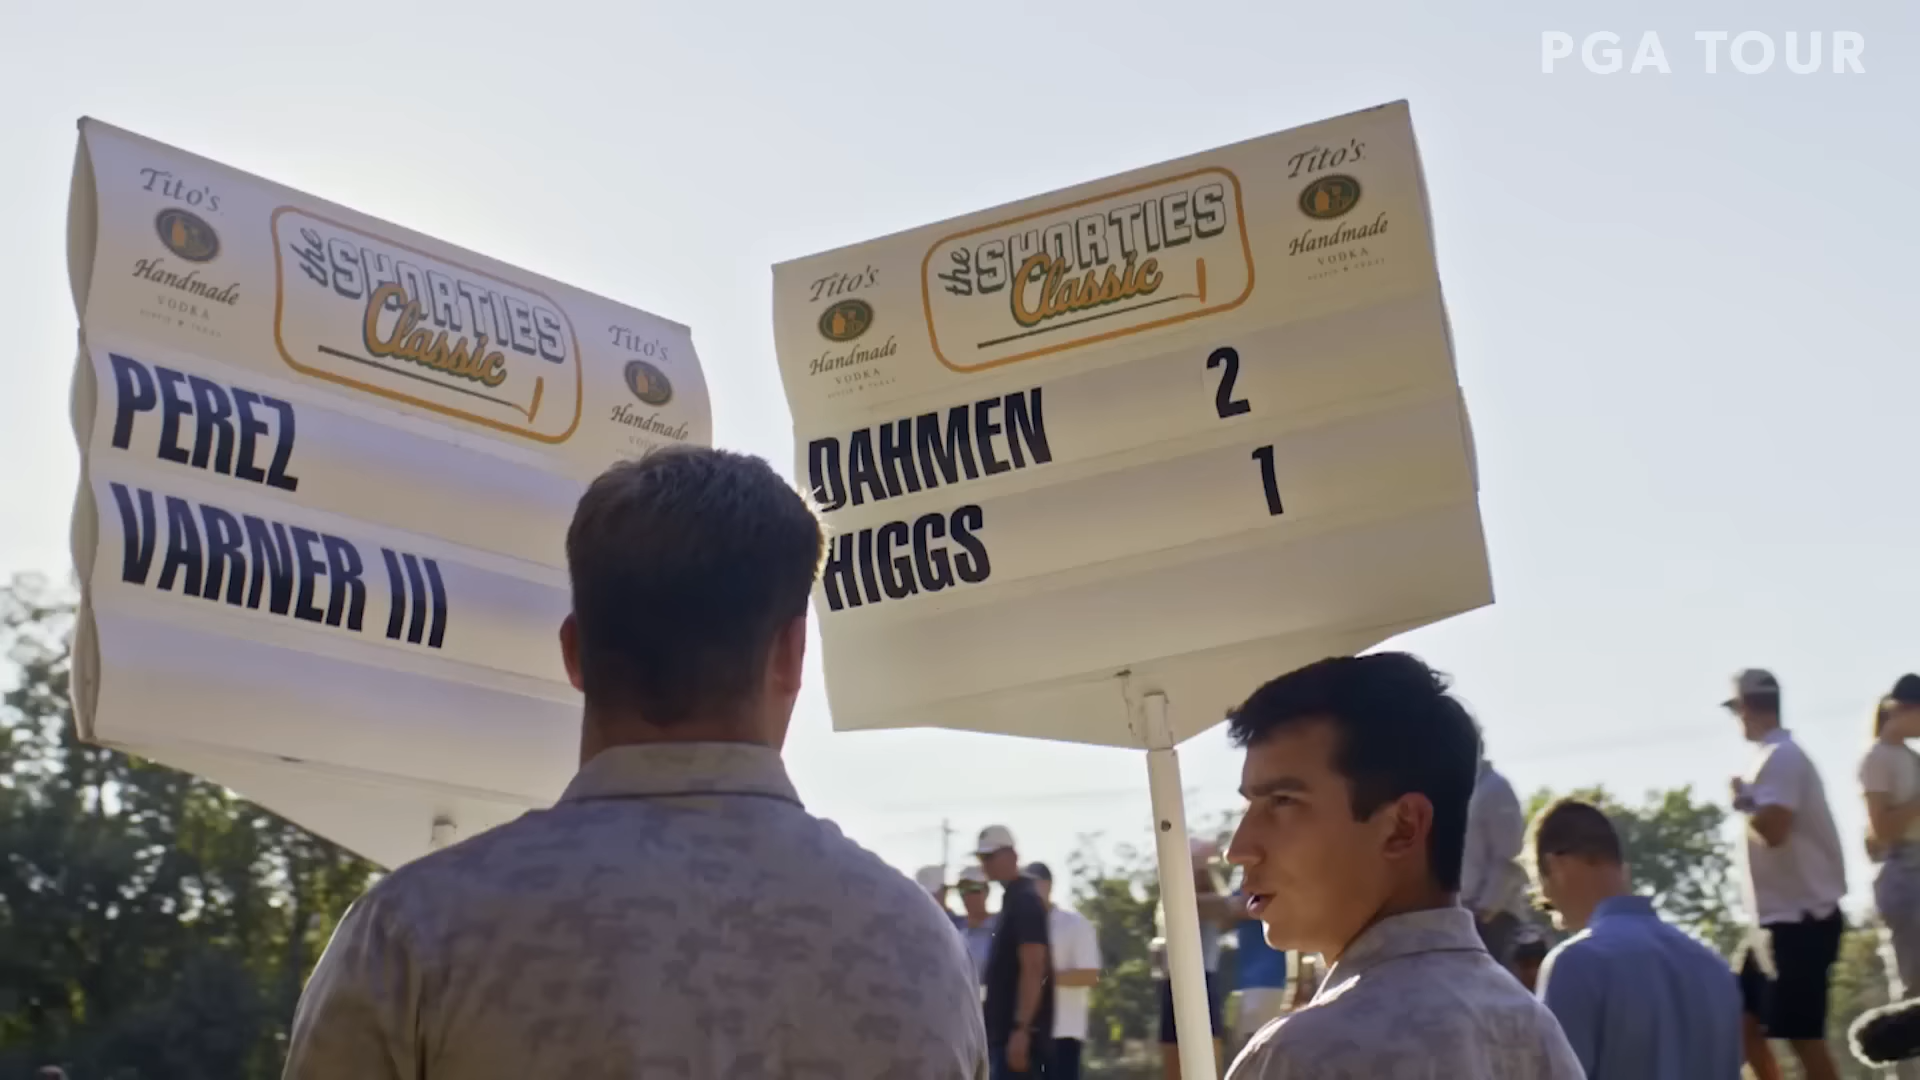 PGA TOUR
Tito's
Handmade
VODKA
the SHORTIES
Classic
Tito's
Handmade
PEREZ
VARNER III
Tito's
Handmade
VODKA
the SHORTIES
Classic
Tito's
Handmade
VODKA
DAHMEN 2
HIGGS 1